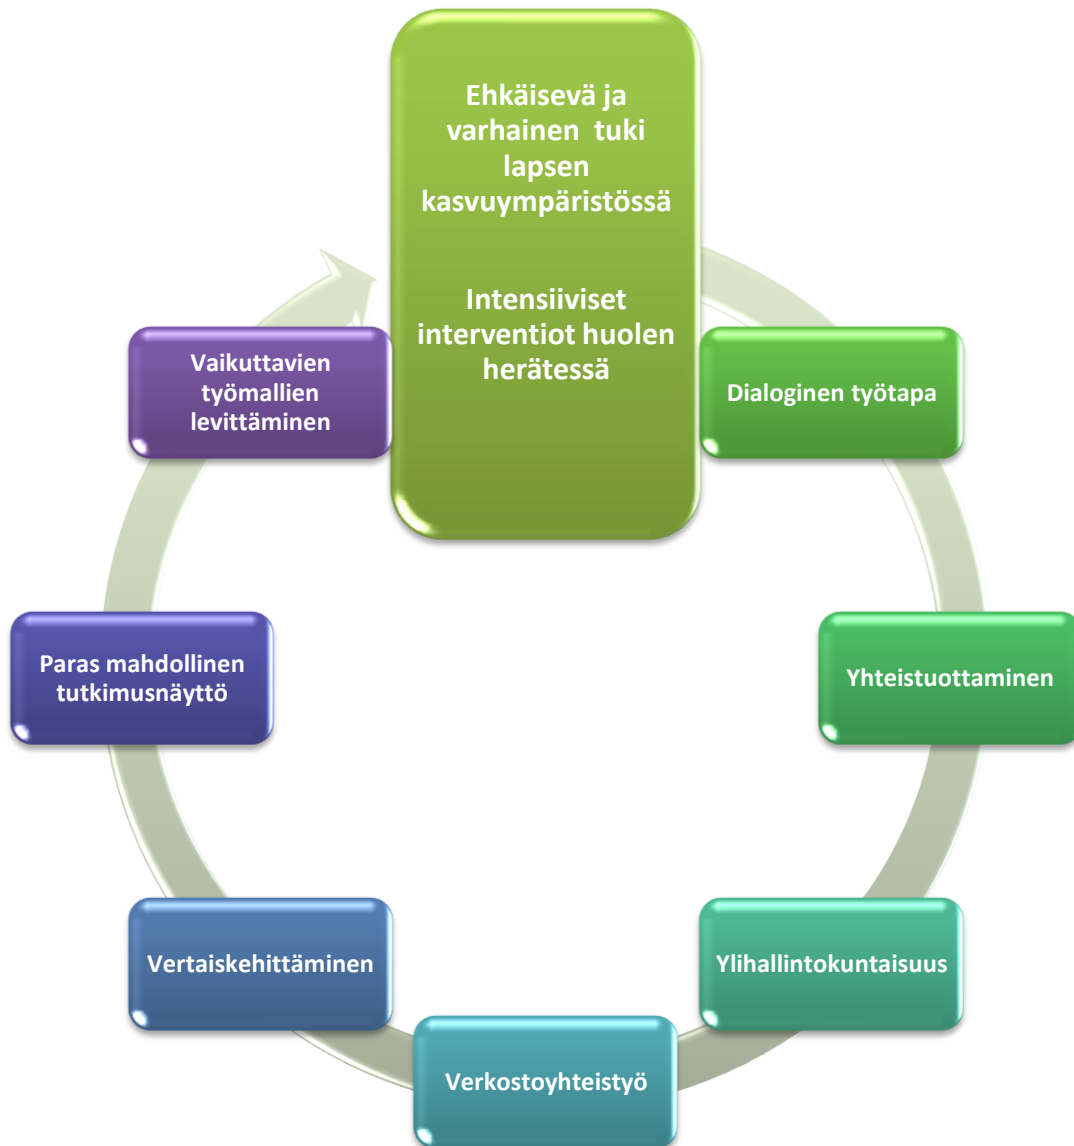 Ehkäisevä ja
varhainen tuki
lapsen
kasvuympäristössä
Intensiiviset
interventiot huolen
herätessä
Dialoginen työtapa
Yhteistuottaminen
Ylihallintokuntaisuus
Verkostoyhteistyö
Vertaiskehittäminen
Paras mahdollinen
tutkimusnäyttö
Vaikuttavien
työmallien
levittäminen